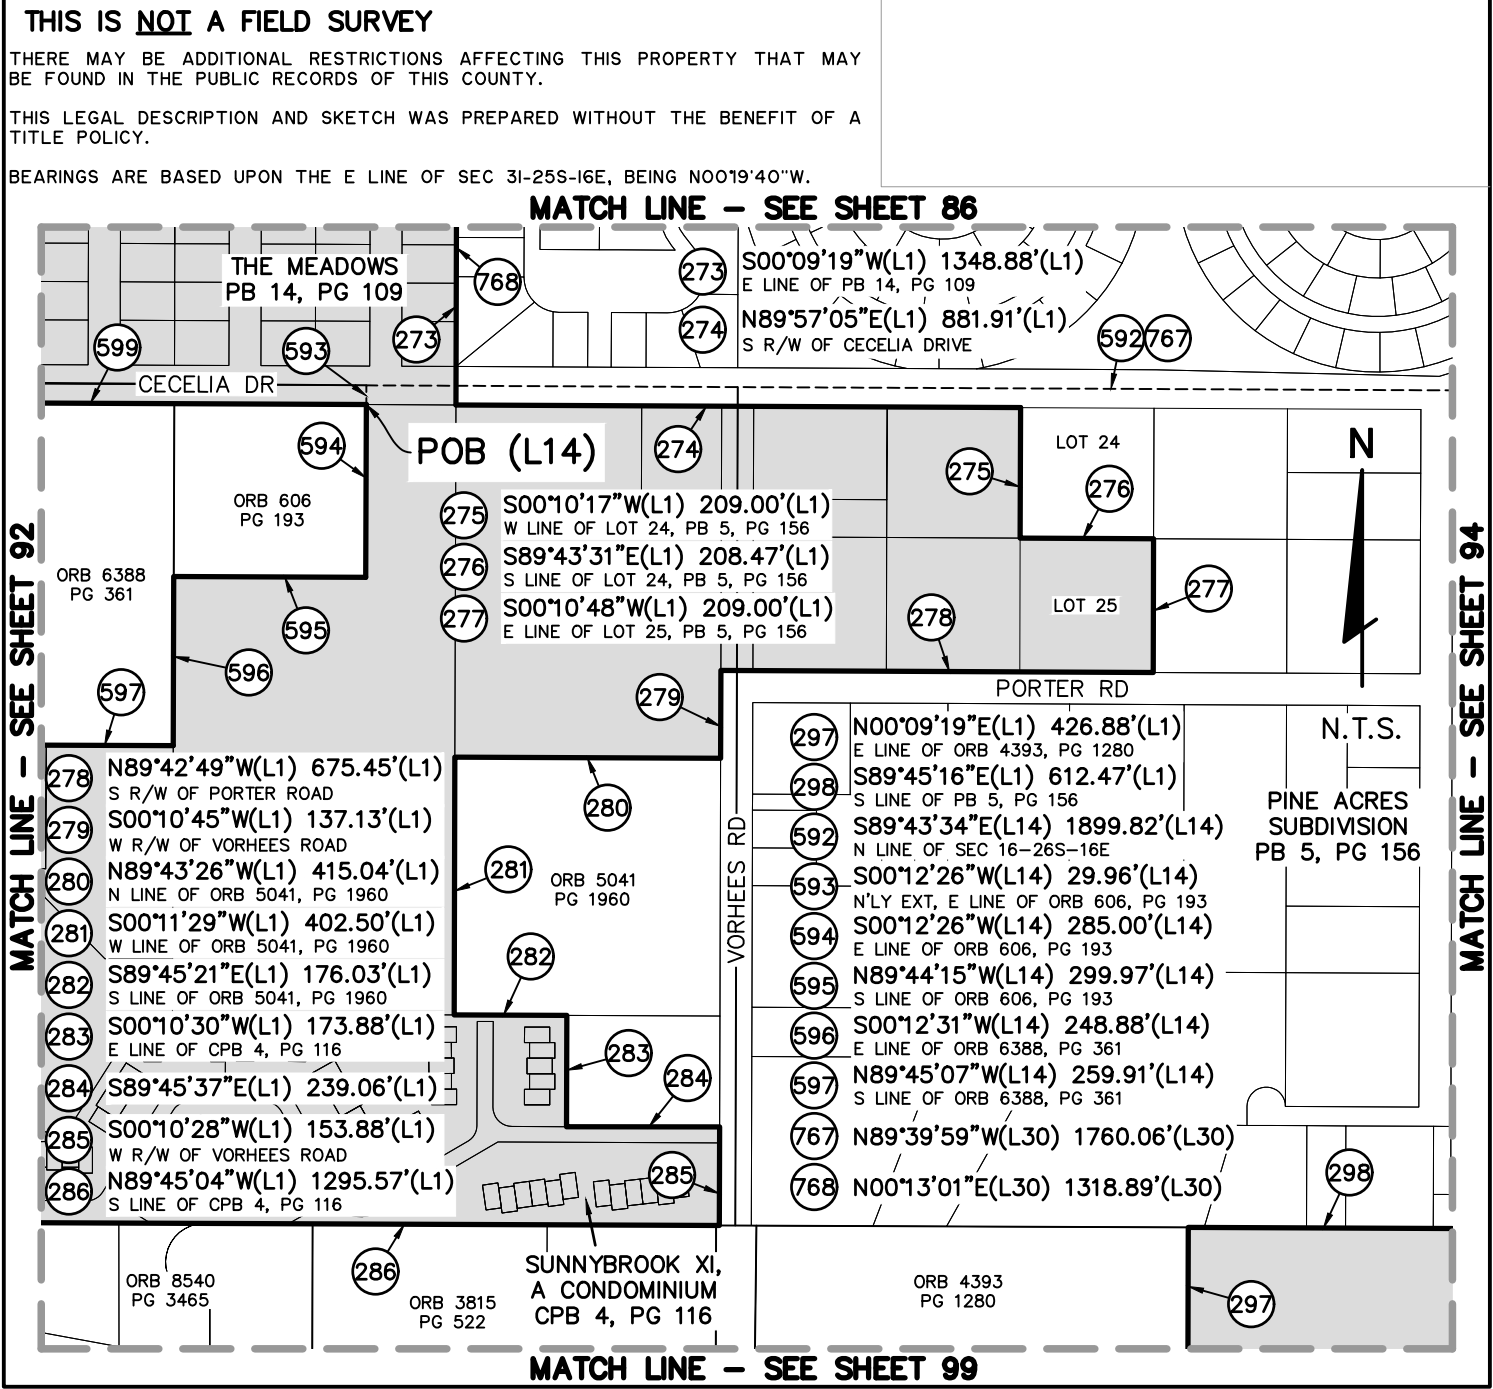 THIS IS NOT A FIELD SURVEY
THERE MAY BE ADDITIONAL RESTRICTIONS AFFECTING THIS PROPERTY THAT MAY
BE FOUND IN THE PUBLIC RECORDS OF THIS COUNTY.
THIS LEGAL DESCRIPTION AND SKETCH WAS PREPARED WITHOUT THE BENEFIT OF A
TITLE POLICY.
BEARINGS ARE BASED UPON THE E LINE OF SEC 31-25S-16E, BEING N00°19'40"W.
MATCH LINE – SEE SHEET 86
THE MEADOWS
PB 14, PG 109
768
273
599
593
273 S00°09'19"W(L1) 1348.88'(L1)
E LINE OF PB 14, PG 109
274 N89°57'05"E(L1) 881.91'(L1)
S R/W OF CECELIA DRIVE
592 767
CECELIA DR
594
POB (L14)
274
275
LOT 24
276
N
ORB 606
PG 193
275 S00°10'17"W(L1) 209.00'(L1)
W LINE OF LOT 24, PB 5, PG 156
276 S89°43'31"E(L1) 208.47'(L1)
S LINE OF LOT 24, PB 5, PG 156
277 S00°10'48"W(L1) 209.00'(L1)
E LINE OF LOT 25, PB 5, PG 156
ORB 6388
PG 361
LOT 25
277
278
595
596
597
279
PORTER RD
N.T.S.
MATCH LINE – SEE SHEET 92
MATCH LINE – SEE SHEET 94
278 N89°42'49"W(L1) 675.45'(L1)
S R/W OF PORTER ROAD
279 S00°10'45"W(L1) 137.13'(L1)
W R/W OF VORHEES ROAD
280 N89°43'26"W(L1) 415.04'(L1)
N LINE OF ORB 5041, PG 1960
281 S00°11'29"W(L1) 402.50'(L1)
W LINE OF ORB 5041, PG 1960
282 S89°45'21"E(L1) 176.03'(L1)
S LINE OF ORB 5041, PG 1960
283 S00°10'30"W(L1) 173.88'(L1)
E LINE OF CPB 4, PG 116
284 S89°45'37"E(L1) 239.06'(L1)
285 S00°10'28"W(L1) 153.88'(L1)
W R/W OF VORHEES ROAD
286 N89°45'04"W(L1) 1295.57'(L1)
S LINE OF CPB 4, PG 116
280
281
ORB 5041
PG 1960
282
283
284
285
VORHEES RD
297 N00°09'19"E(L1) 426.88'(L1)
E LINE OF ORB 4393, PG 1280
298 S89°45'16"E(L1) 612.47'(L1)
S LINE OF PB 5, PG 156
592 S89°43'34"E(L14) 1899.82'(L14)
N LINE OF SEC 16-26S-16E
593 S00°12'26"W(L14) 29.96'(L14)
N'LY EXT, E LINE OF ORB 606, PG 193
594 S00°12'26"W(L14) 285.00'(L14)
E LINE OF ORB 606, PG 193
595 N89°44'15"W(L14) 299.97'(L14)
S LINE OF ORB 606, PG 193
596 S00°12'31"W(L14) 248.88'(L14)
E LINE OF ORB 6388, PG 361
597 N89°45'07"W(L14) 259.91'(L14)
S LINE OF ORB 6388, PG 361
767 N89°39'59"W(L30) 1760.06'(L30)
768 N00°13'01"E(L30) 1318.89'(L30)
PINE ACRES
SUBDIVISION
PB 5, PG 156
298
ORB 8540
PG 3465
286
ORB 3815
PG 522
SUNNYBROOK XI,
A CONDOMINIUM
CPB 4, PG 116
ORB 4393
PG 1280
297
MATCH LINE – SEE SHEET 99